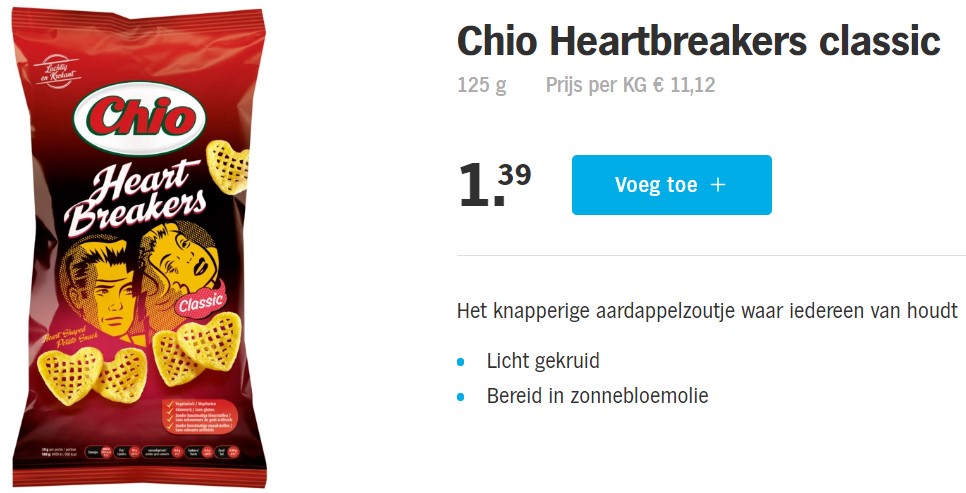 Chio Heartbreakers classic
125 g Prijs per KG € 11,12
1.39
Voeg toe +
Het knapperige aardappelzoutje waar iedereen van houdt
• Licht gekruid
• Bereid in zonnebloemolie
Luchtig
en Krokant
Chio
Heart
Breakers
Classic
Heart Shaped
Potato Snack